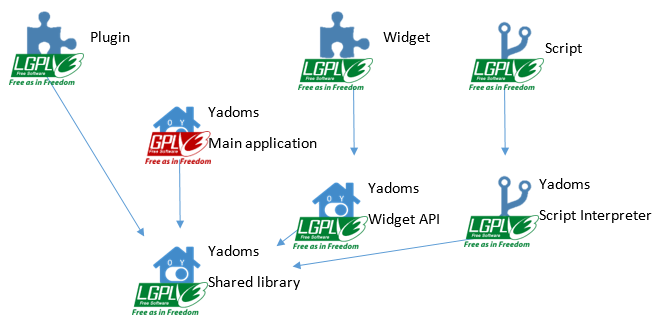 Plugin
LGPLv3
Free Software
Free as in Freedom
Widget
LGPLv3
Free Software
Free as in Freedom
Script
LGPLv3
Free Software
Free as in Freedom
Yadoms
Main application
OY
GPLv3
Free Software
Free as in Freedom
Yadoms
Widget API
OY
LGPLv3
Free Software
Free as in Freedom
Yadoms
Script Interpreter
LGPLv3
Free Software
Free as in Freedom
Yadoms
Shared library
OY
LGPLv3
Free Software
Free as in Freedom